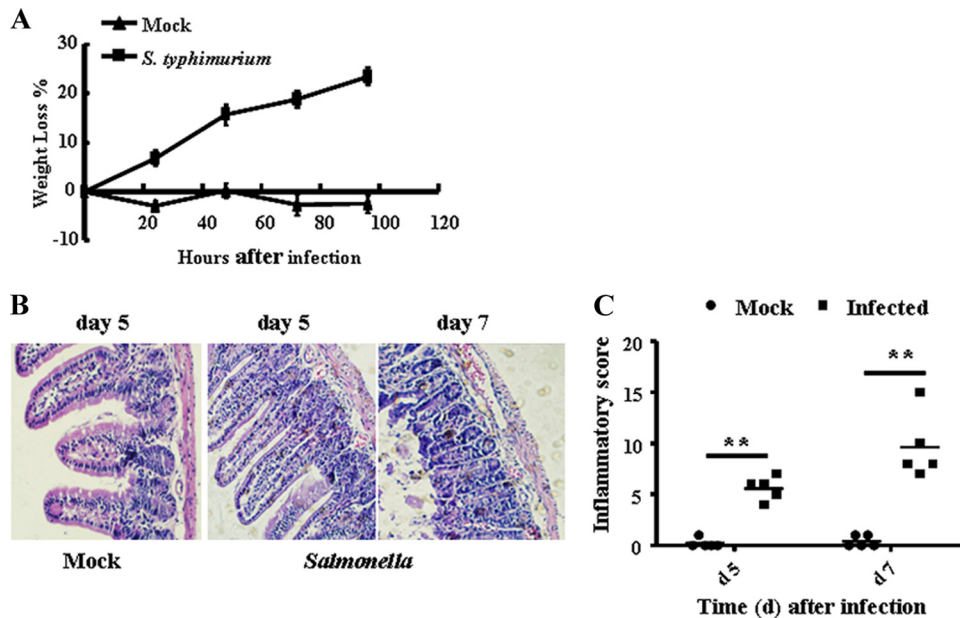 A
Mock
S. typhimurium
Weight Loss %
30
20
10
0
-10
20 40 60 80 100 120
Hours after infection
B
day 5 day 5 day 7
Mock Salmonella
C
Mock Infected
Inflammatory score
20
15
10
5
0
**
**
d 5 d 7
Time (d) after infection